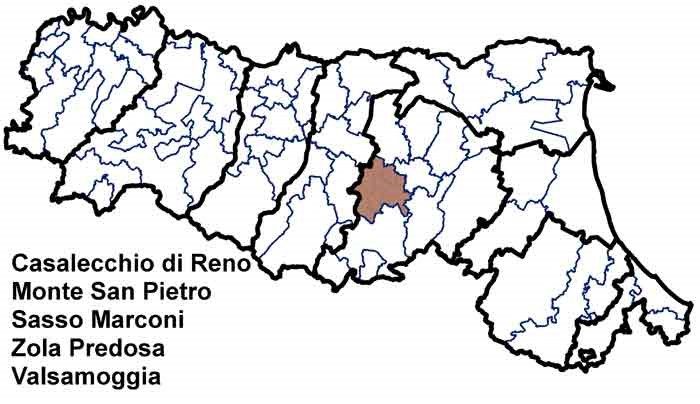 Casalecchio di Reno
Monte San Pietro
Sasso Marconi
Zola Predosa
Valsamoggia